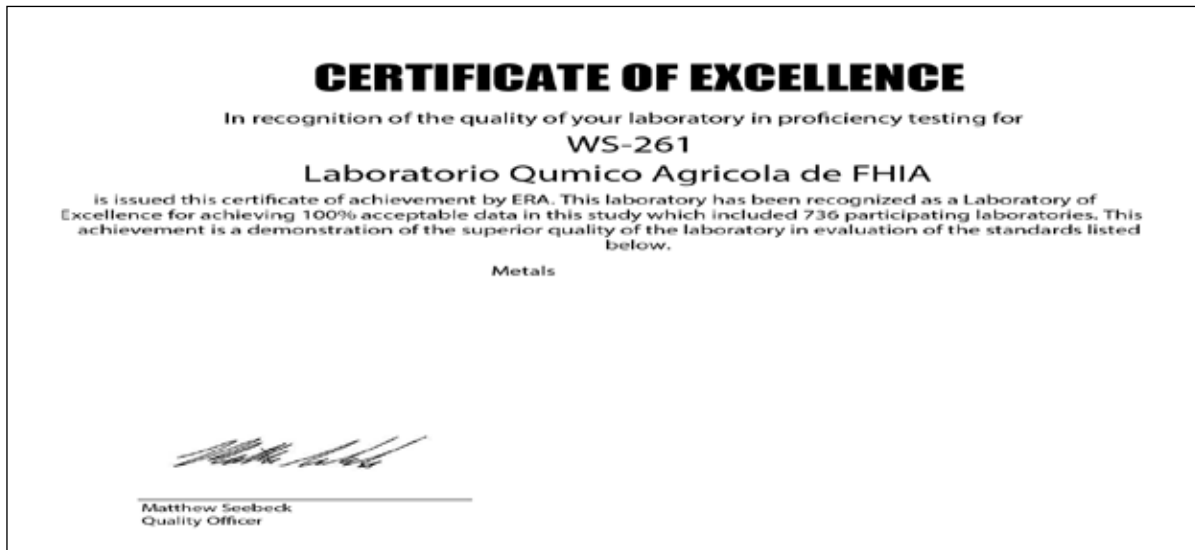 CERTIFICATE OF EXCELLENCE
In recognition of the quality of your laboratory in proficiency testing for
WS-261
Laboratorio Qumico Agricola de FHIA
is issued this certificate of achievement by ERA. This laboratory has been recognized as a Laboratory of
Excellence for achieving 100% acceptable data in this study which included 736 participating laboratories. This
achievement is a demonstration of the superior quality of the laboratory in evaluation of the standards listed
below.
Metals
Matthew Seebeck
Quality Officer